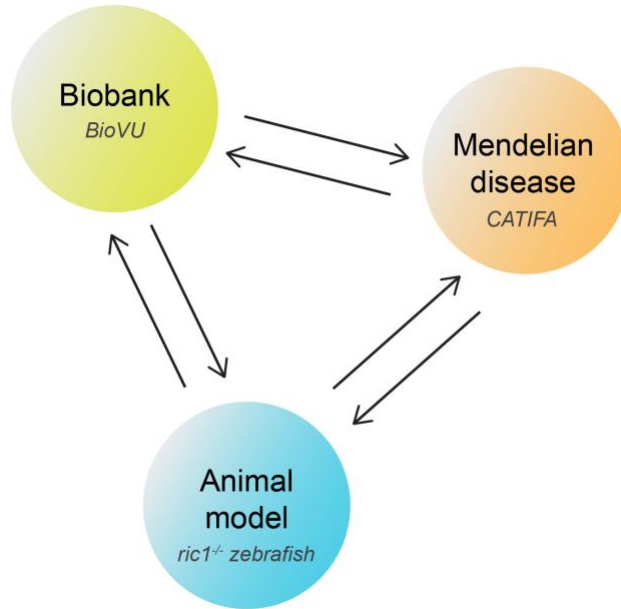 Biobank
BioVU
Mendelian
disease
CATIFA
Animal
model
ric1-/- zebrafish